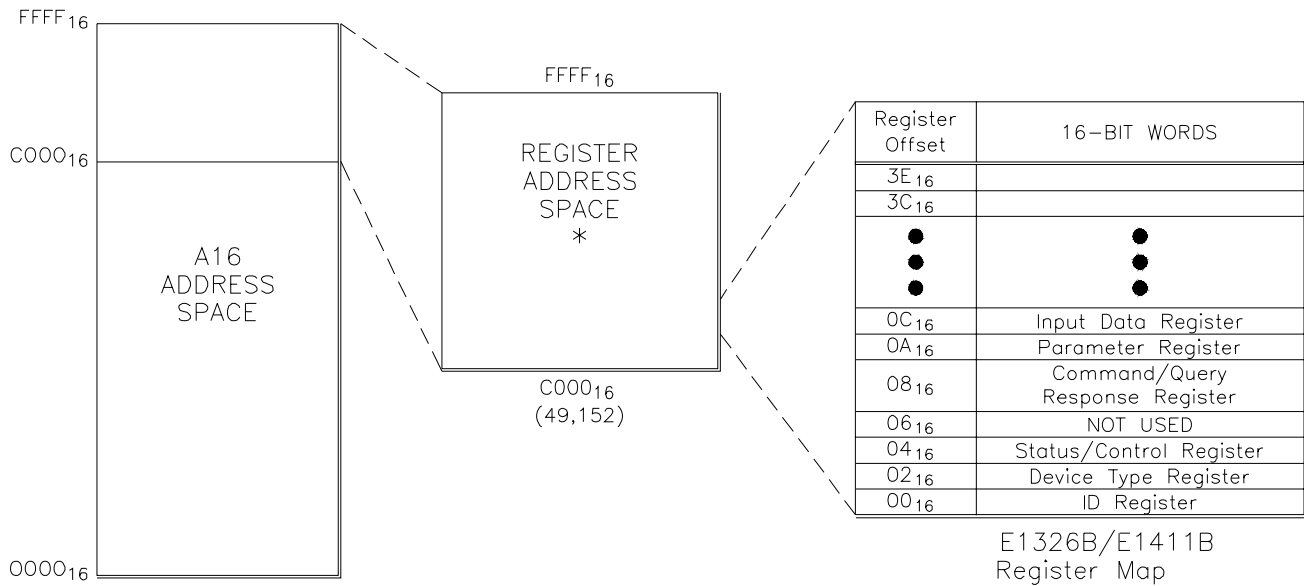 FFFF16
C00016
A16
ADDRESS
SPACE
000016
FFFF16
REGISTER
ADDRESS
SPACE
*
C00016
(49,152)
Register
Offset
16-BIT WORDS
3E16
3C16
0C16 Input Data Register
0A16 Parameter Register
0816 Command/Query
Response Register
0616 NOT USED
0416 Status/Control Register
0216 Device Type Register
0016 ID Register
E1326B/E1411B
Register Map